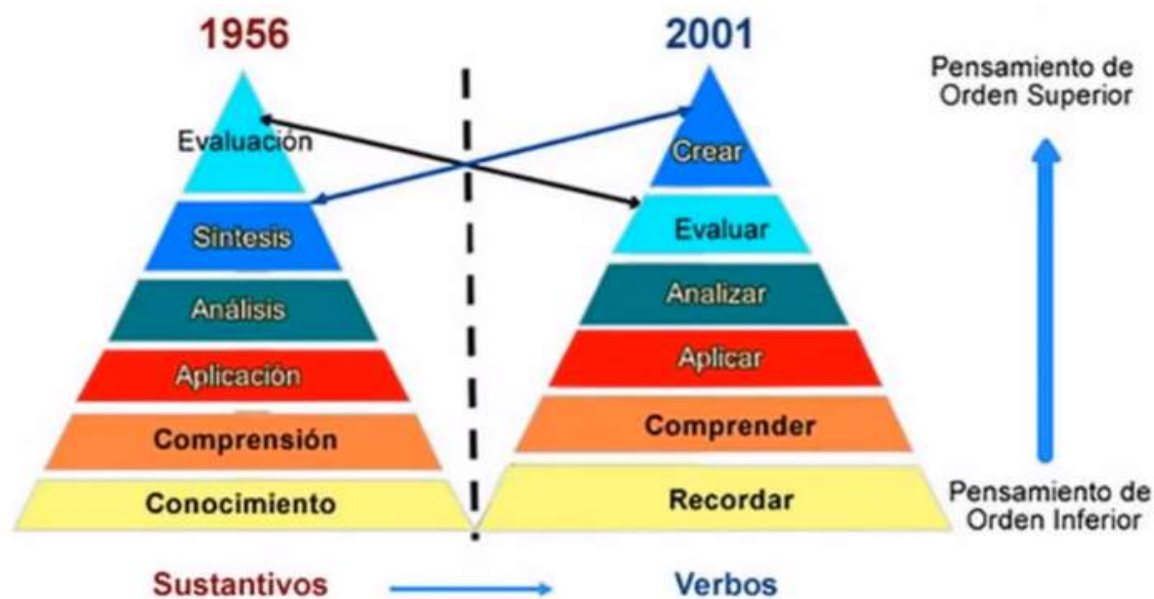 1956
2001
Pensamiento de
Orden Superior
Evaluación
Crear
Síntesis
Evaluar
Análisis
Analizar
Aplicación
Aplicar
Comprensión
Comprender
Conocimiento
Recordar
Pensamiento de
Orden Inferior
Sustantivos
Verbos